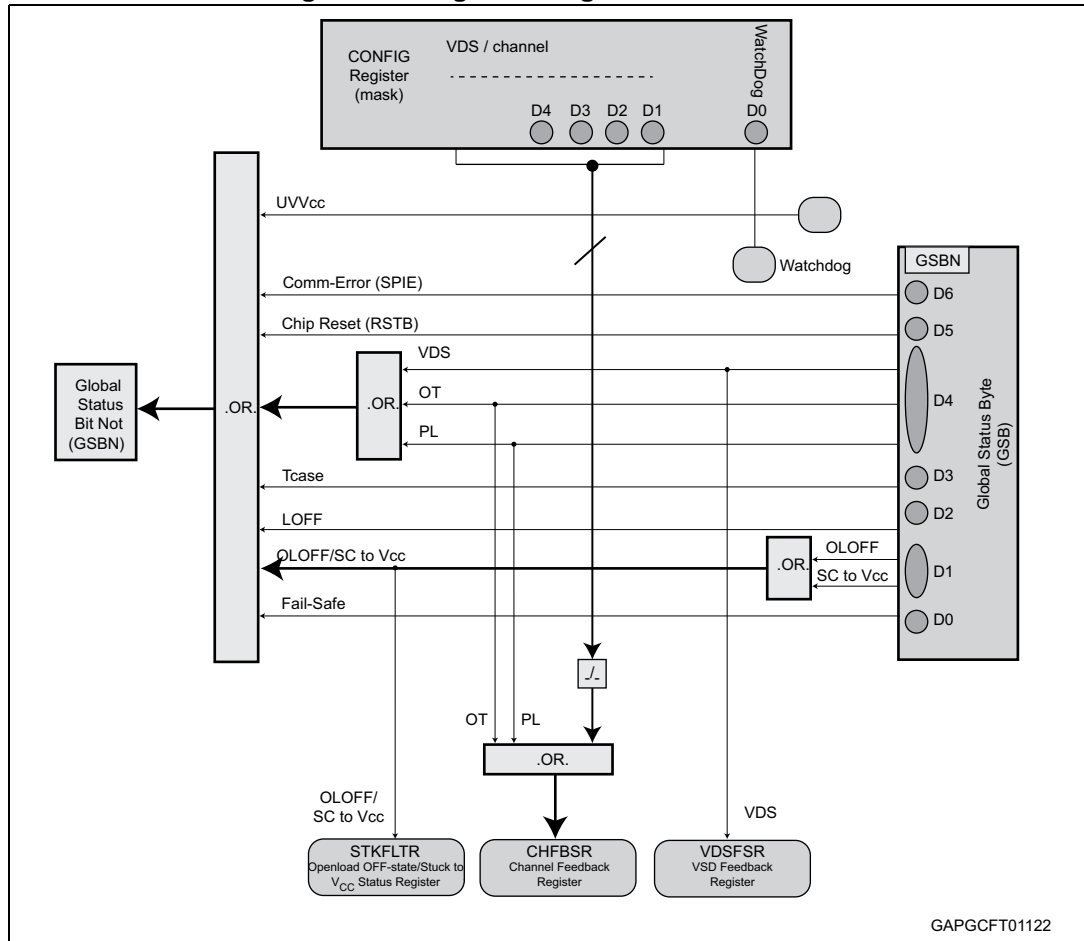 CONFIG
Register
(mask)
VDS / channel
WatchDog
D4
D3
D2
D1
D0
UVVcc
Watchdog
GSBN
Comm-Error (SPIE)
D6
Chip Reset (RSTB)
D5
VDS
Global
Status
Bit Not
(GSBN)
.OR.
.OR.
OT
D4
PL
Global Status Byte
(GSB)
Tcase
D3
LOFF
D2
OLOFF/SC to Vcc
.OR.
OLOFF
SC to Vcc
D1
Fail-Safe
D0
-/-
OT
PL
.OR.
OLOFF/
SC to Vcc
VDS
STKFLTR
Openload OFF-state/Stuck to
VCC Status Register
CHFBSR
Channel Feedback
Register
VDSFSR
VSD Feedback
Register
GAPGCFT01122